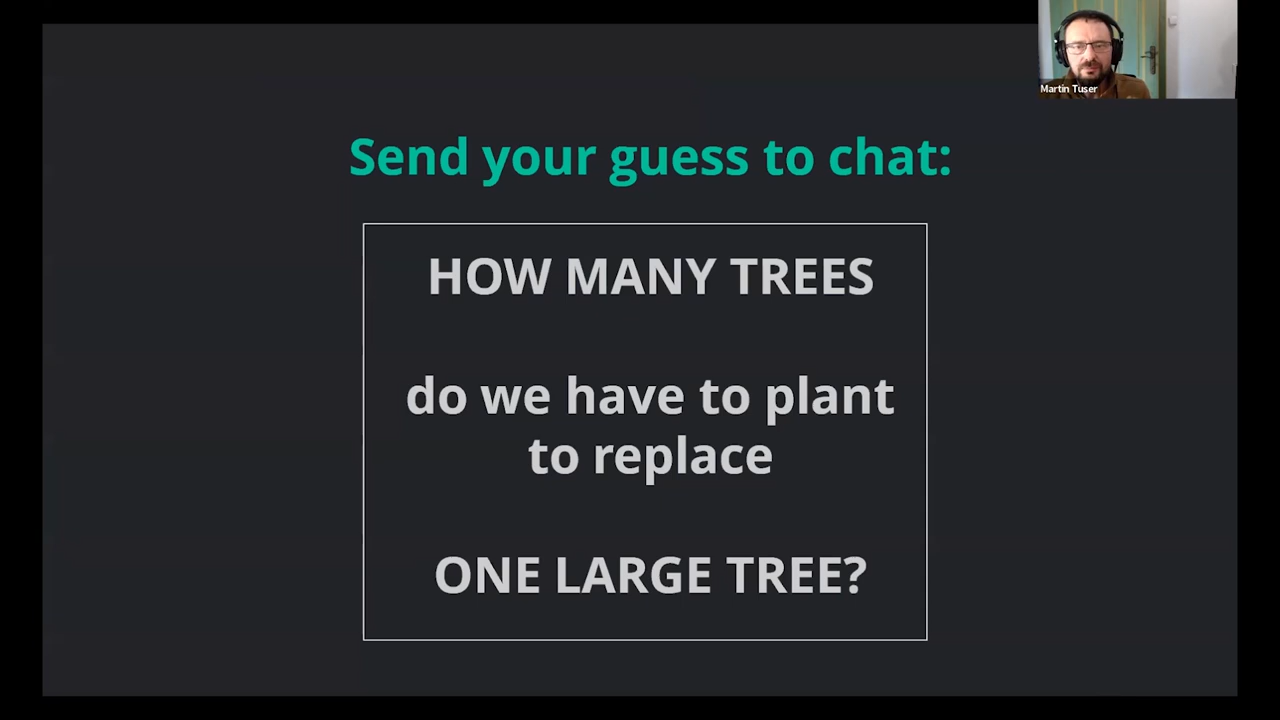 Martin Tuser
Send your guess to chat:
HOW MANY TREES
do we have to plant
to replace
ONE LARGE TREE?